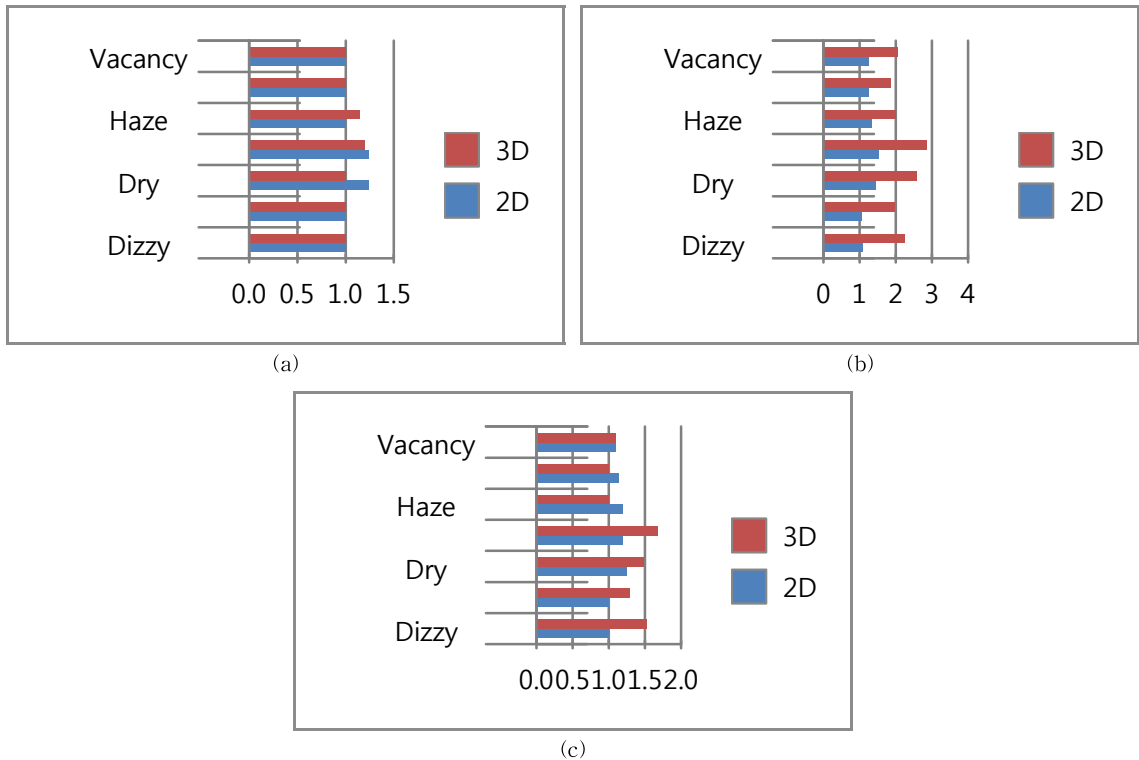 Vacancy
Haze
Dry
Dizzy
3D
2D
0.0 0.5 1.0 1.5
(a)
Vacancy
Haze
Dry
Dizzy
3D
2D
0 1 2 3 4
(b)
Vacancy
Haze
Dry
Dizzy
3D
2D
0.00.51.01.52.0
(c)